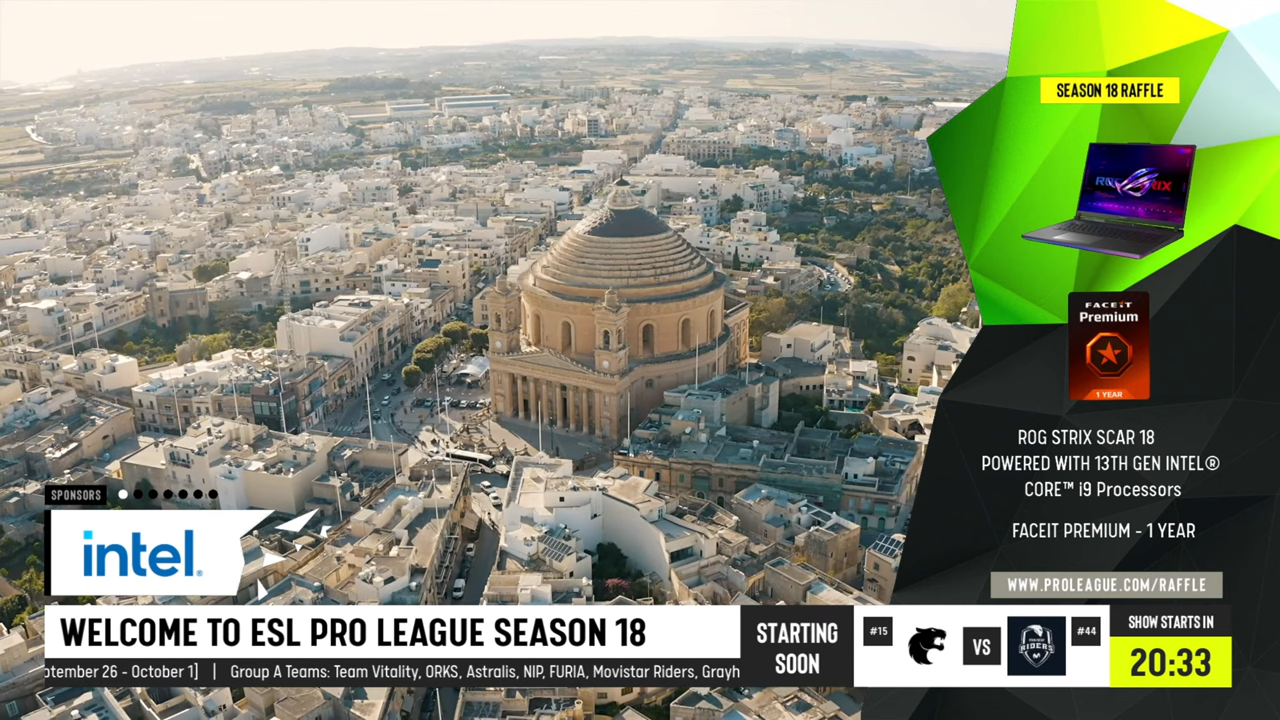 SEASON 18 RAFFLE
FACEIT
Premium
1 YEAR
ROG STRIX SCAR 18
POWERED WITH 13TH GEN INTEL®
CORE™ i9 Processors
FACEIT PREMIUM - 1 YEAR
WWW.PROLEAGUE.COM/RAFFLE
SPONSORS
intel.
WELCOME TO ESL PRO LEAGUE SEASON 18
ptember 26 - October 1] | Group A Teams: Team Vitality, ORKS, Astralis, NIP, FURIA, Movistar Riders, Grayh
STARTING
SOON
#15
VS
RIDERS
#44
SHOW STARTS IN
20:33